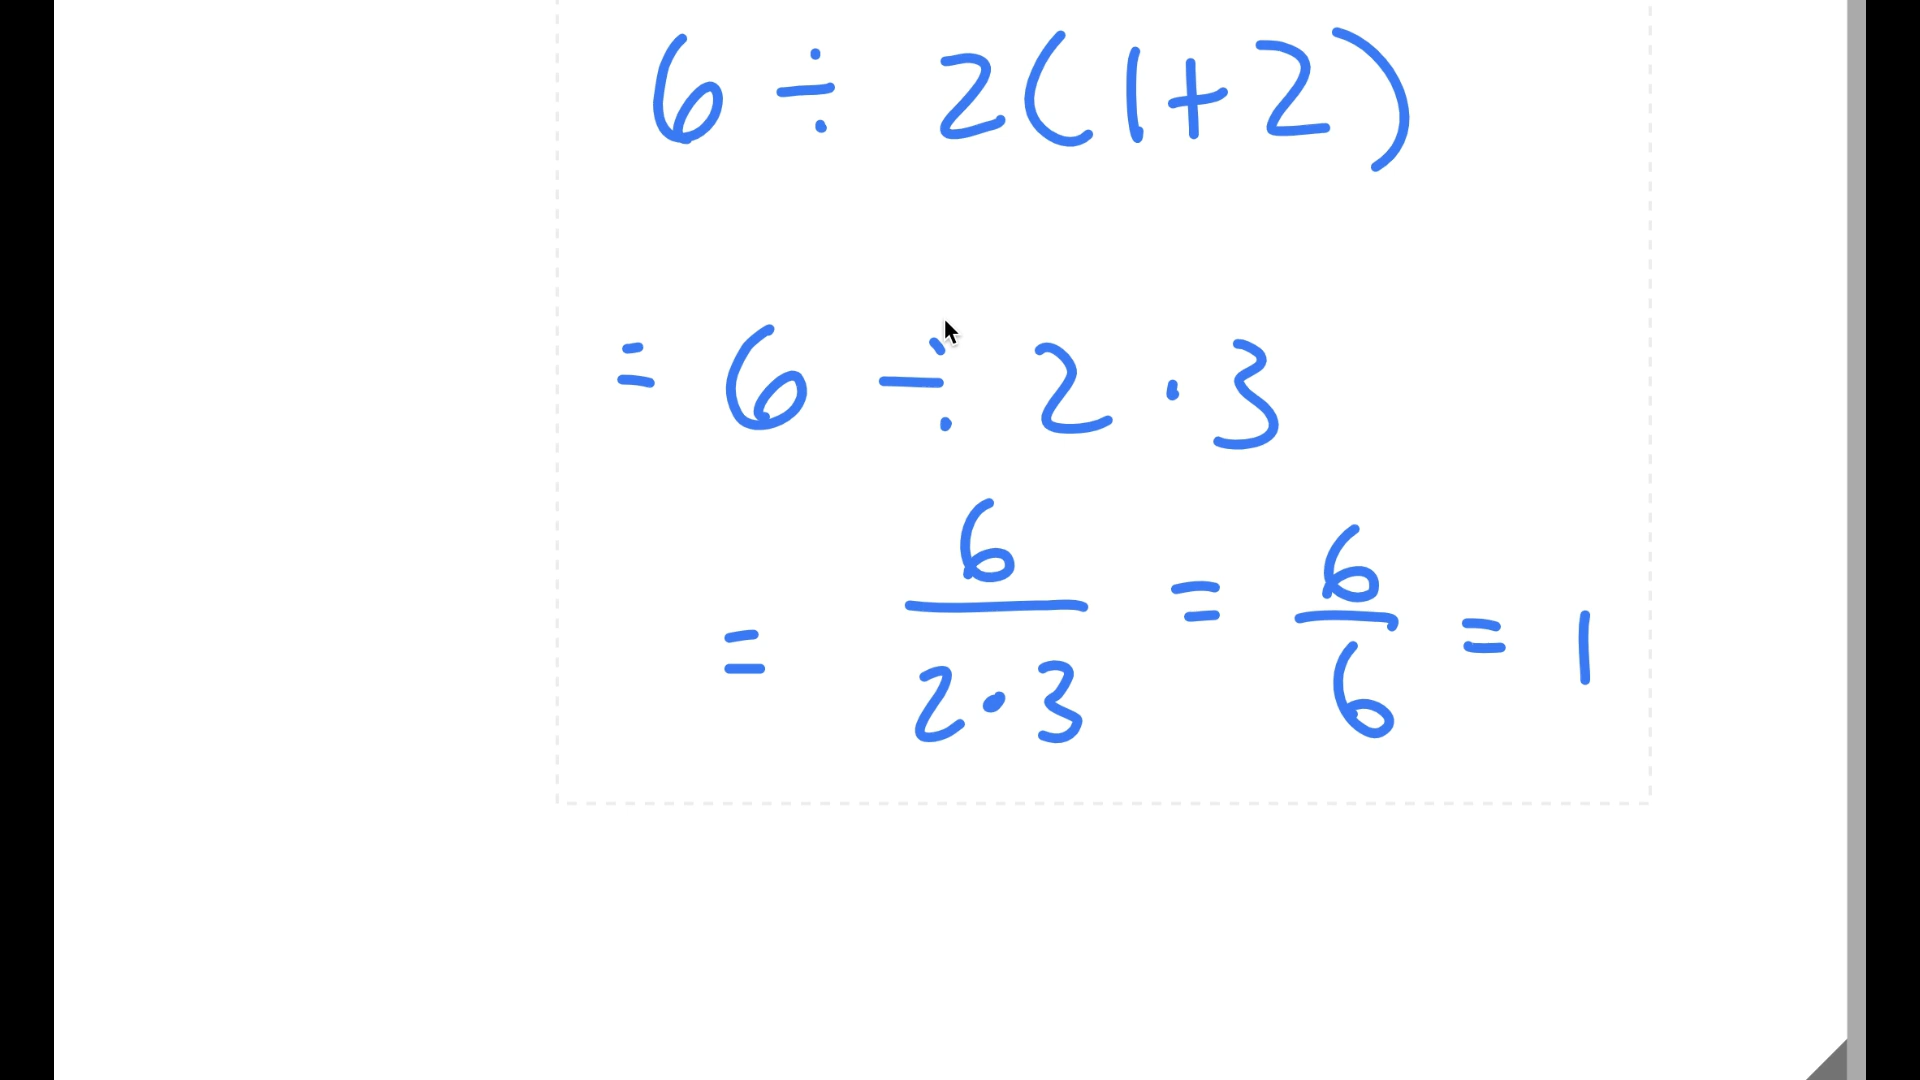 6 ÷ 2(1+2)
= 6 ÷ 2 · 3
= 6/(2·3) = 6/6 = 1